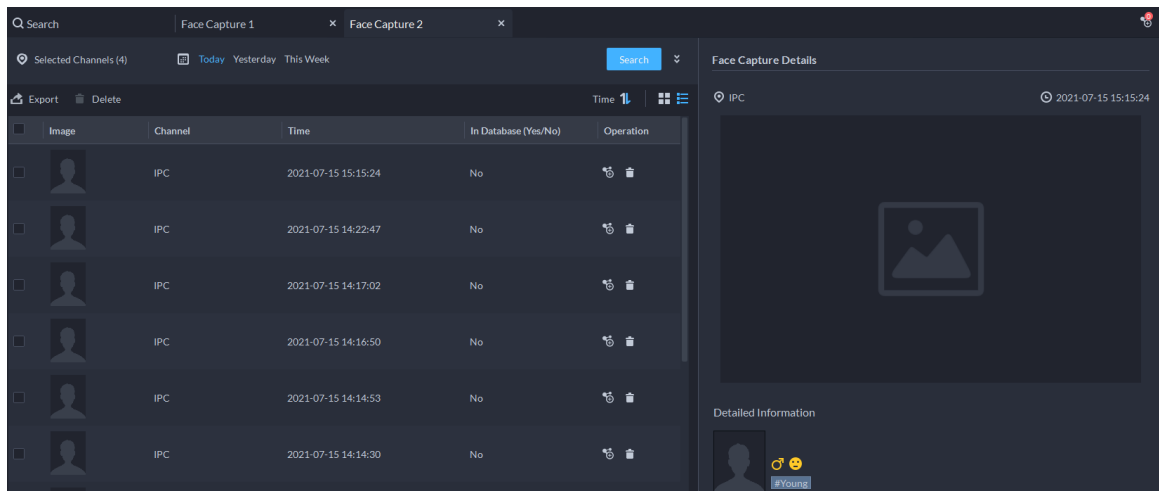 Search
Face Capture 1
Face Capture 2
Selected Channels (4)
Today Yesterday This Week
Search
Face Capture Details
Export Delete
Time
IPC 2021-07-15 15:15:24
Image Channel Time In Database (Yes/No) Operation
IPC 2021-07-15 15:15:24 No
IPC 2021-07-15 14:22:47 No
IPC 2021-07-15 14:17:02 No
IPC 2021-07-15 14:16:50 No
IPC 2021-07-15 14:14:53 No
Detailed Information
IPC 2021-07-15 14:14:30 No
#Young